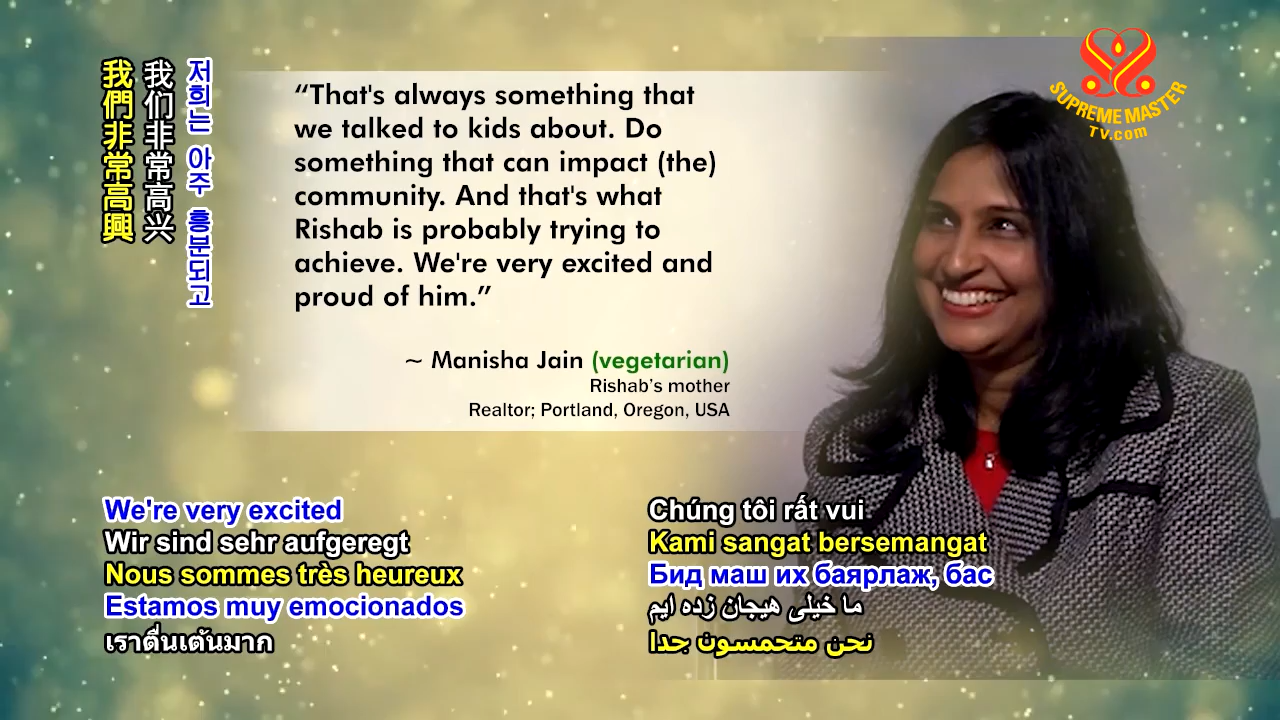 我們非常高興
我们非常高兴
저희는 아주 흥분되고
“That's always something that
we talked to kids about. Do
something that can impact (the)
community. And that's what
Rishab is probably trying to
achieve. We're very excited and
proud of him.”
~ Manisha Jain (vegetarian)
Rishab’s mother
Realtor; Portland, Oregon, USA
SUPREME MASTER
TV.com
We're very excited
Wir sind sehr aufgeregt
Nous sommes très heureux
Estamos muy emocionados
เราตื่นเต้นมาก
Chúng tôi rất vui
Kami sangat bersemangat
Бид маш их баярлаж, бас
ما خیلی هیجان زده ایم
نحن متحمسون جدا